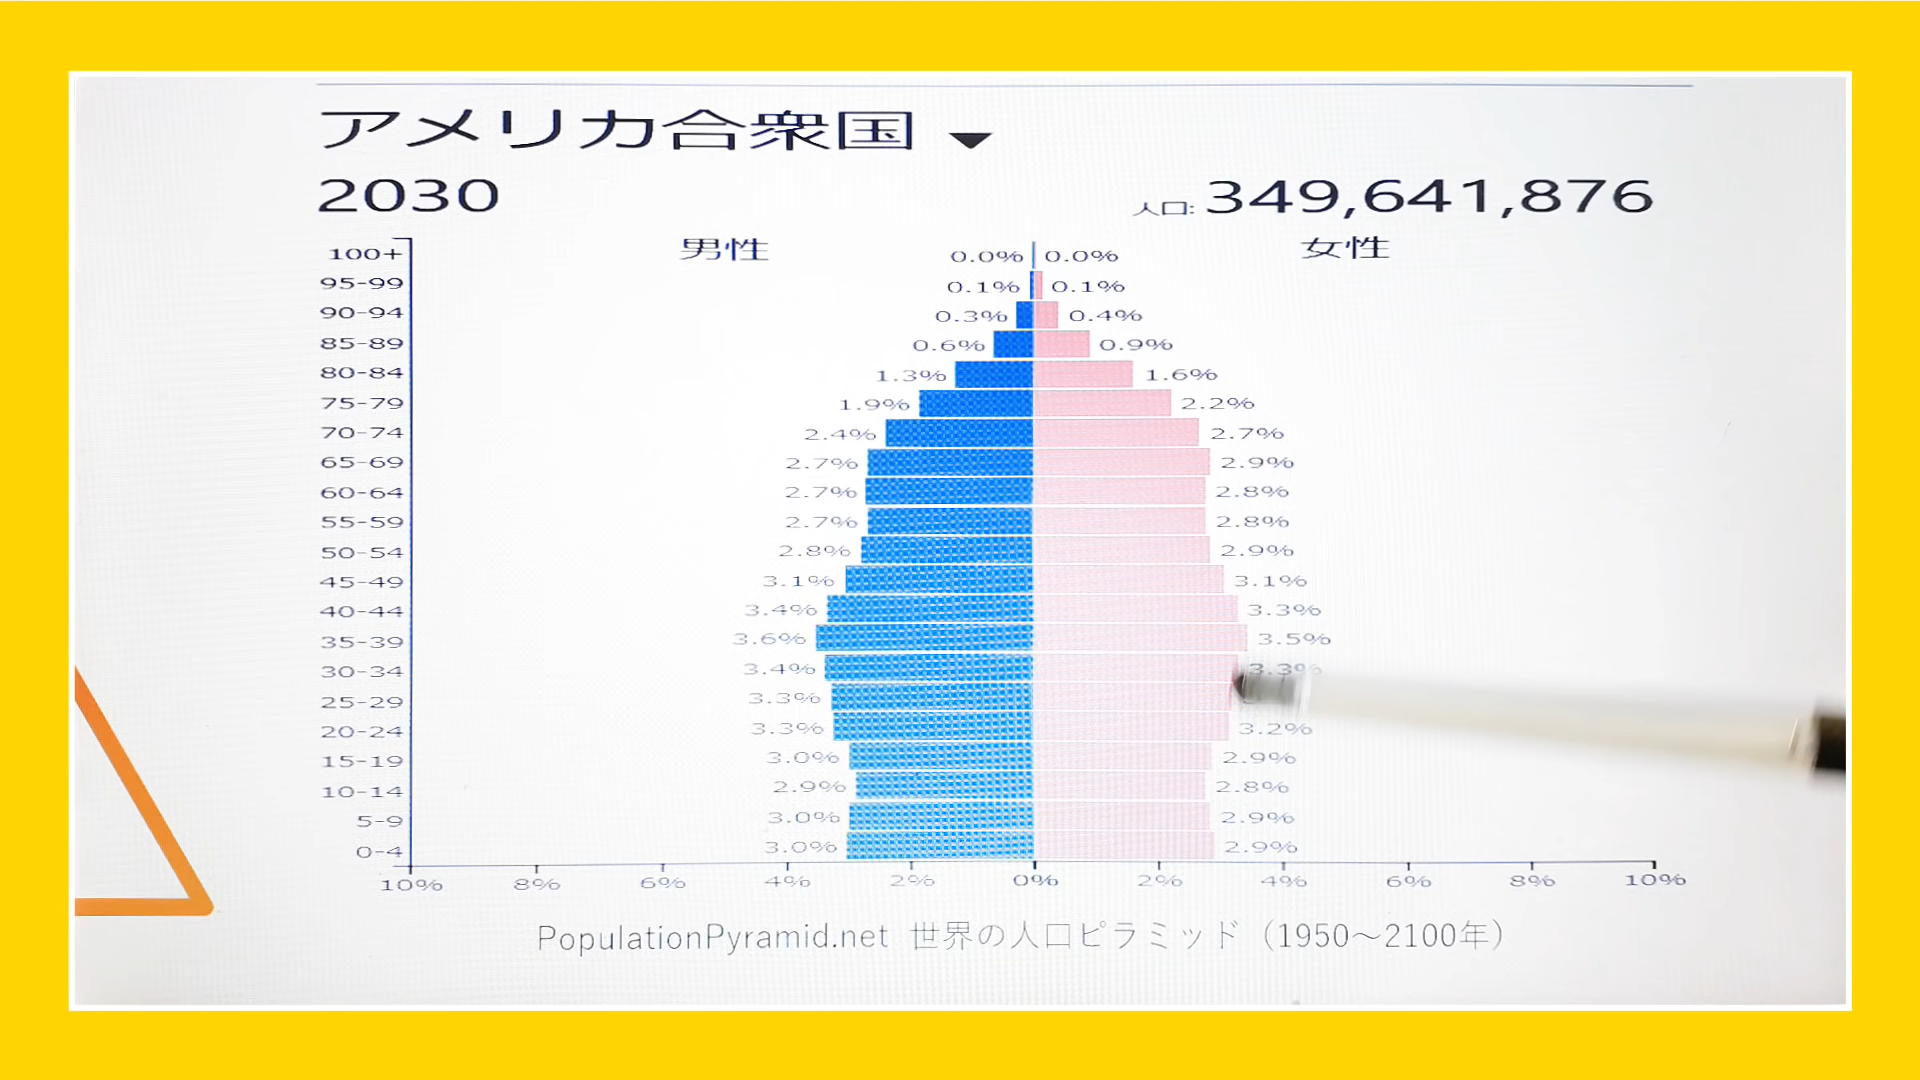 アメリカ合衆国
2030
人口: 349,641,876
男性 女性
100+ 0.0% 0.0%
95-99 0.1% 0.1%
90-94 0.3% 0.4%
85-89 0.6% 0.9%
80-84 1.3% 1.6%
75-79 1.9% 2.2%
70-74 2.4% 2.7%
65-69 2.7% 2.9%
60-64 2.7% 2.8%
55-59 2.7% 2.8%
50-54 2.8% 2.9%
45-49 3.1% 3.1%
40-44 3.4% 3.3%
35-39 3.6% 3.5%
30-34 3.4% 3.3%
25-29 3.3%
20-24 3.3% 3.2%
15-19 3.0% 2.9%
10-14 2.9% 2.8%
5-9 3.0% 2.9%
0-4 3.0% 2.9%
10% 8% 6% 4% 2% 0% 2% 4% 6% 8% 10%
PopulationPyramid.net 世界の人口ピラミッド（1950～2100年）